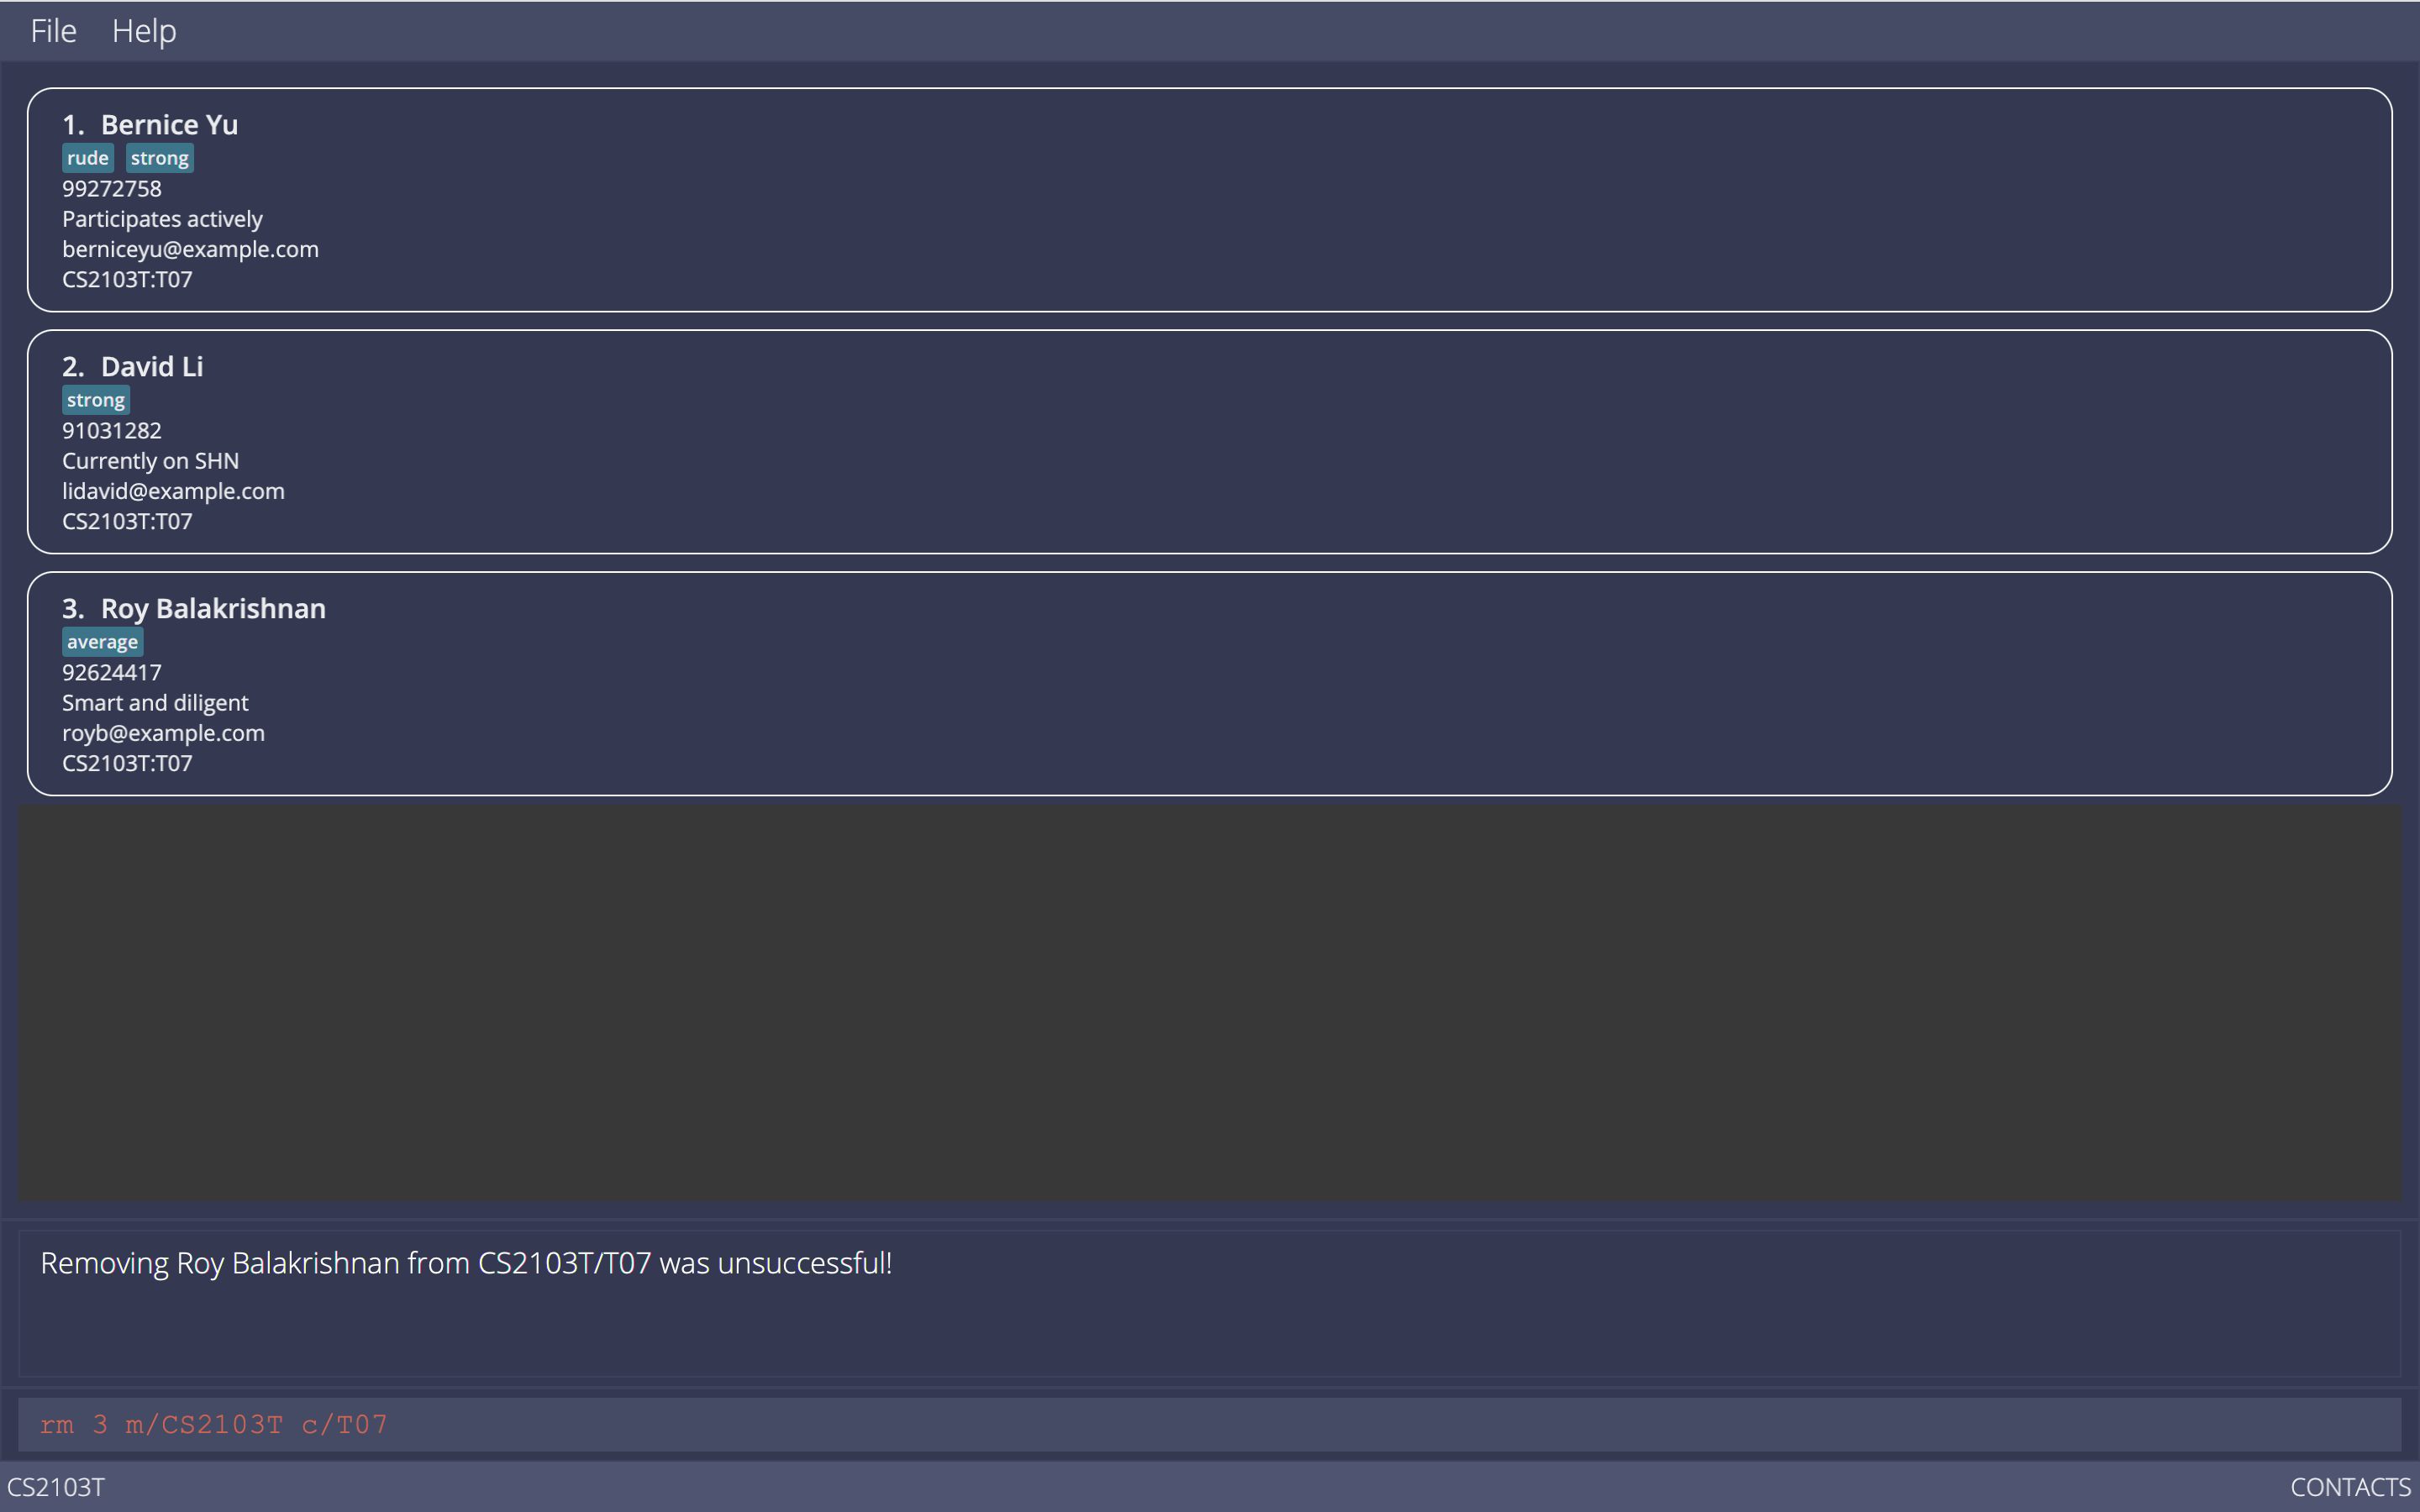 File Help
1. Bernice Yu
rude strong
99272758
Participates actively
berniceyu@example.com
CS2103T:T07
2. David Li
strong
91031282
Currently on SHN
lidavid@example.com
CS2103T:T07
3. Roy Balakrishnan
average
92624417
Smart and diligent
royb@example.com
CS2103T:T07
Removing Roy Balakrishnan from CS2103T/T07 was unsuccessful!
rm 3 m/CS2103T c/T07
CS2103T CONTACTS